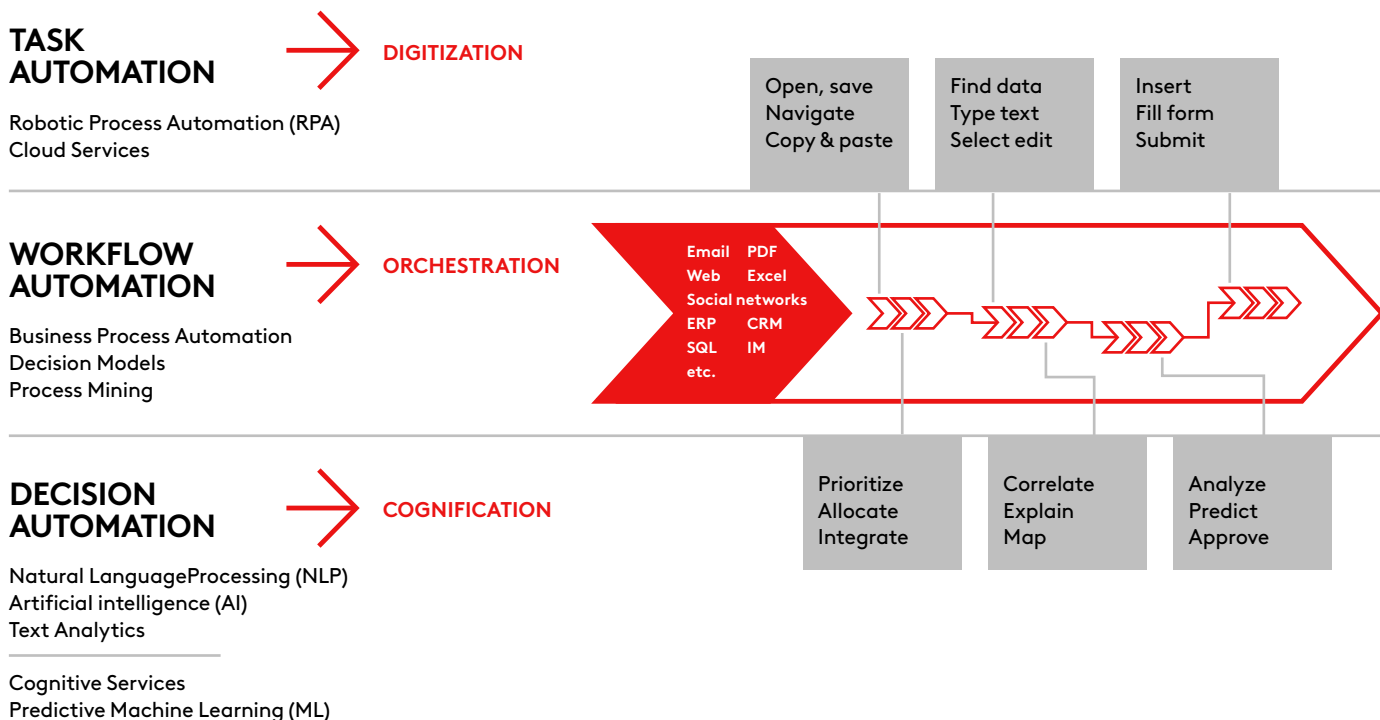 TASK
AUTOMATION
DIGITIZATION
Robotic Process Automation (RPA)
Cloud Services
Open, save
Navigate
Copy & paste
Find data
Type text
Select edit
Insert
Fill form
Submit
WORKFLOW
AUTOMATION
ORCHESTRATION
Business Process Automation
Decision Models
Process Mining
Email PDF
Web Excel
Social networks
ERP CRM
SQL IM
etc.
DECISION
AUTOMATION
COGNIFICATION
Natural LanguageProcessing (NLP)
Artificial intelligence (AI)
Text Analytics
Cognitive Services
Predictive Machine Learning (ML)
Prioritize
Allocate
Integrate
Correlate
Explain
Map
Analyze
Predict
Approve